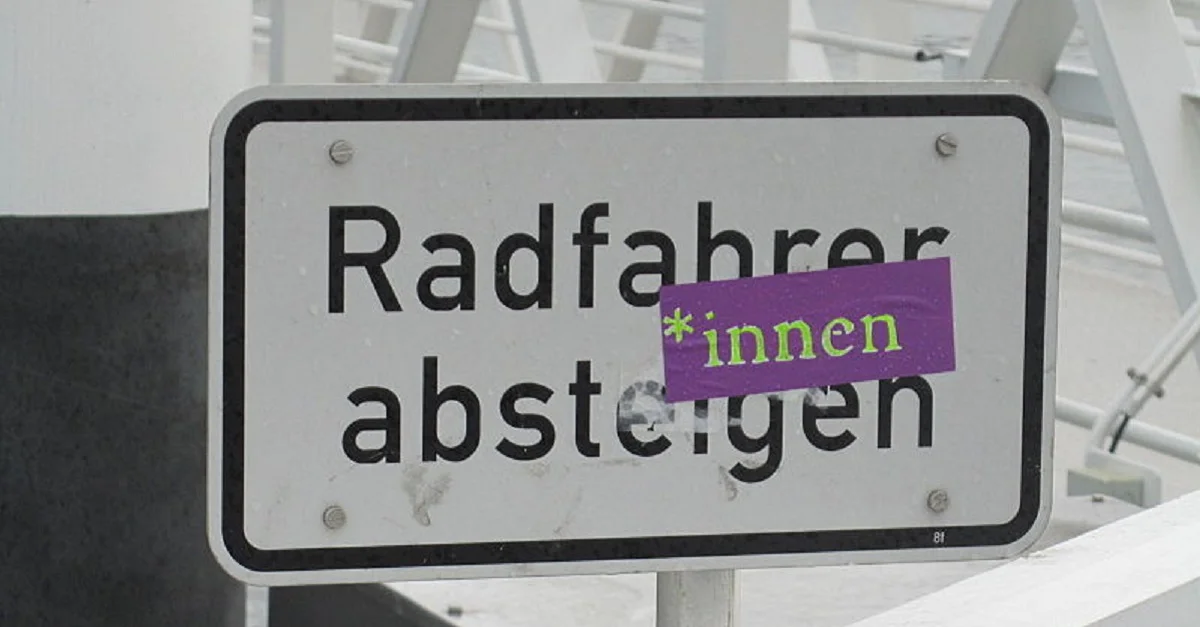 Radfahrer
*innen
absteigen
81